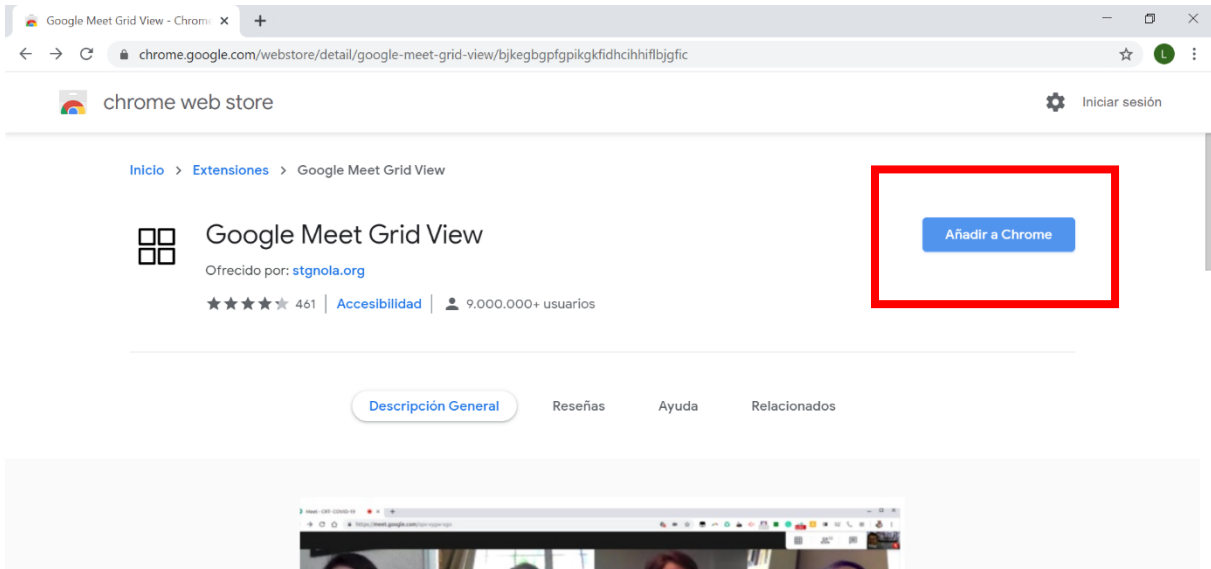 Google Meet Grid View - Chrom
chrome.google.com/webstore/detail/google-meet-grid-view/bjkegbgpfgpikgkfidhcihhiflbjgfic
L
chrome web store
Iniciar sesión
Inicio > Extensiones > Google Meet Grid View
Google Meet Grid View
Añadir a Chrome
Ofrecido por: stgnola.org
461 | Accesibilidad | 9.000.000+ usuarios
Descripción General Reseñas Ayuda Relacionados